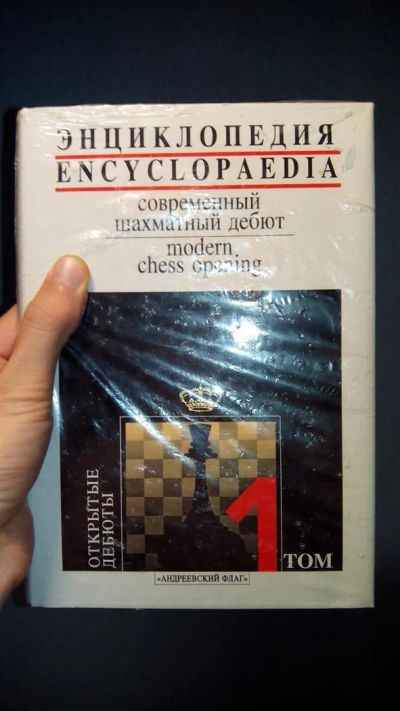 ЭНЦИКЛОПЕДИЯ
ENCYCLOPAEDIA
современный
шахматный дебют
modern
chess opening
ОТКРЫТЫЕ
ДЕБЮТЫ
1
ТОМ
«АНДРЕЕВСКИЙ ФЛАГ»